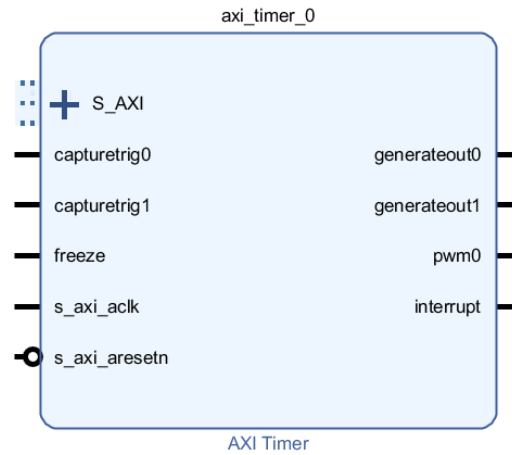 axi_timer_0
S_AXI
capturetrig0
generateout0
capturetrig1
generateout1
freeze
pwm0
s_axi_aclk
interrupt
s_axi_aresetn
AXI Timer